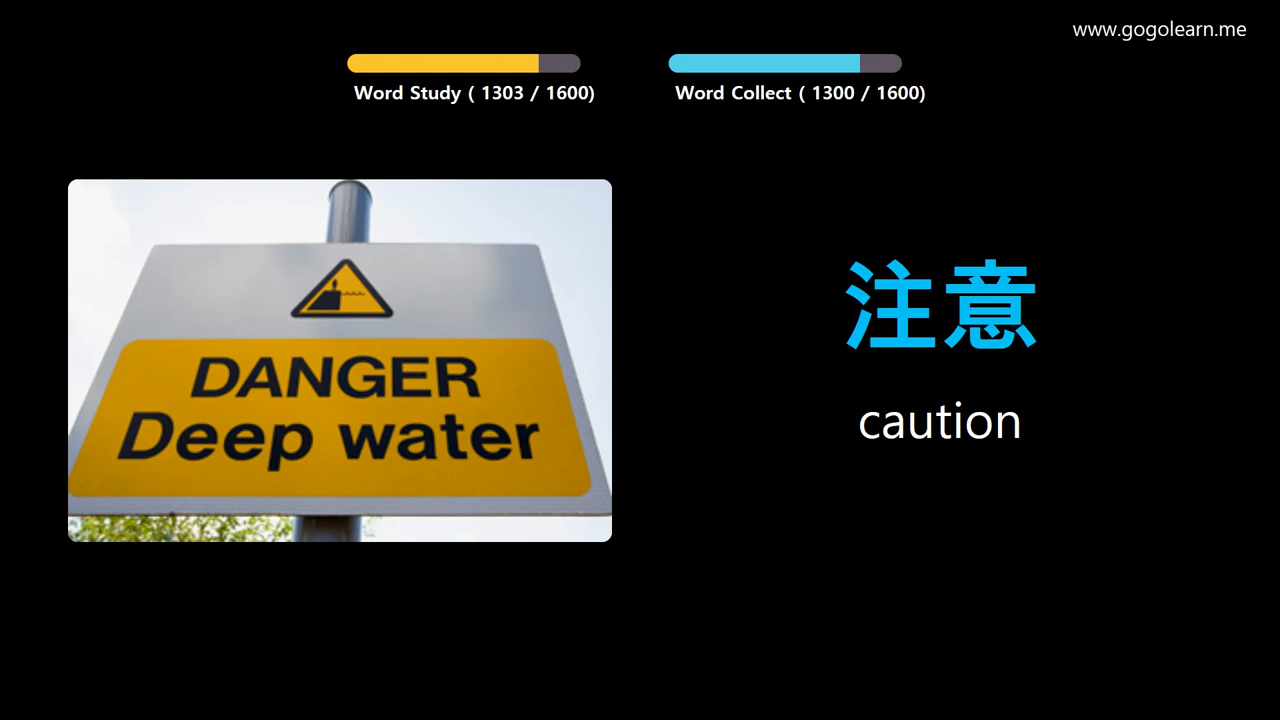 www.gogolearn.me
Word Study ( 1303 / 1600)
Word Collect ( 1300 / 1600)
DANGER
Deep water
注意
caution